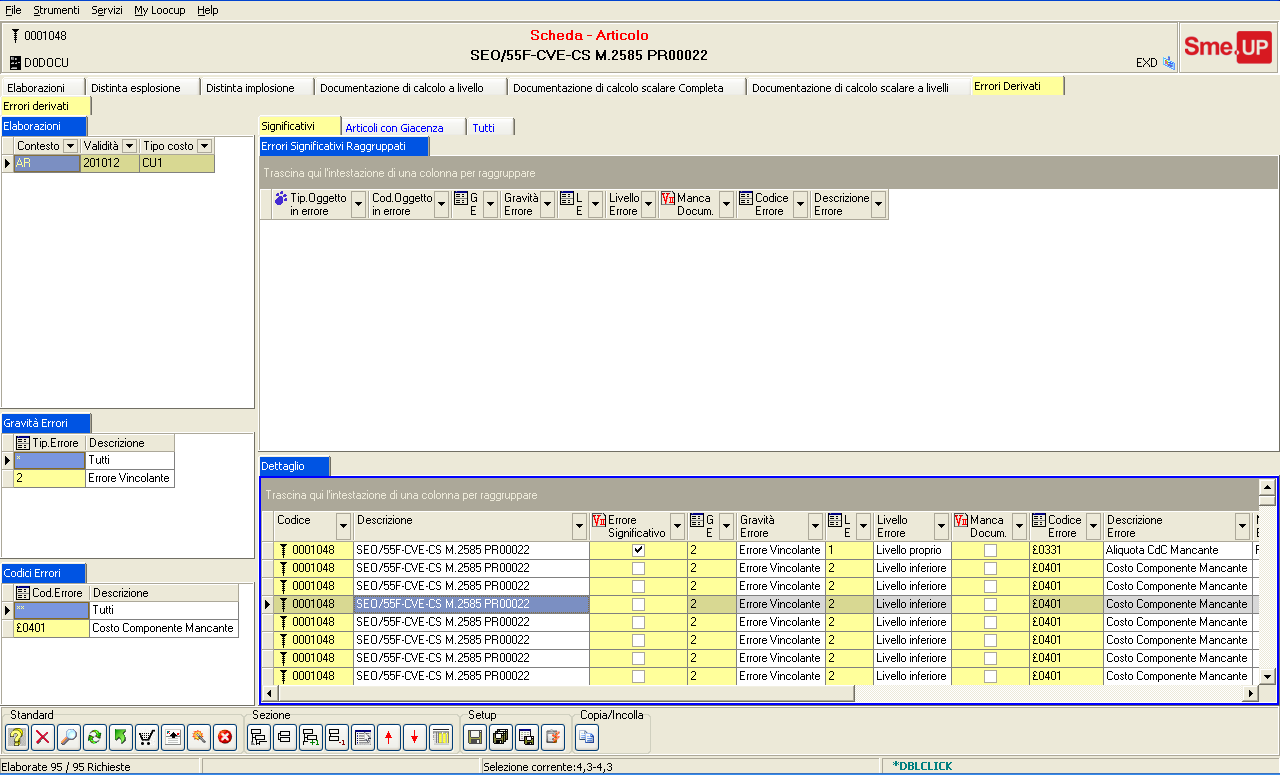 File Strumenti Servizi My Loocup Help
0001048
Scheda - Articolo
SEO/55F-CVE-CS M.2585 PR00022
Sme.UP
D0DOCU
EXD
Elaborazioni Distinta esplosione Distinta implosione Documentazione di calcolo a livello Documentazione di calcolo scalare Completa Documentazione di calcolo scalare a livelli Errori Derivati
Errori derivati
Elaborazioni
Contesto Validità Tipo costo
AR 201012 CU1
Significativi Articoli con Giacenza Tutti
Errori Significativi Raggruppati
Trascina qui l'intestazione di una colonna per raggruppare
Tip.Oggetto in errore Cod.Oggetto in errore G E Gravità Errore L E Livello Errore Manca Docum. Codice Errore Descrizione Errore
Gravità Errori
Tip.Errore Descrizione
* Tutti
2 Errore Vincolante
Codici Errori
Cod.Errore Descrizione
** Tutti
£0401 Costo Componente Mancante
Dettaglio
Trascina qui l'intestazione di una colonna per raggruppare
Codice Descrizione Errore Significativo G E Gravità Errore L E Livello Errore Manca Docum. Codice Errore Descrizione Errore
0001048 SEO/55F-CVE-CS M.2585 PR00022 2 Errore Vincolante 1 Livello proprio £0331 Aliquota CdC Mancante
0001048 SEO/55F-CVE-CS M.2585 PR00022 2 Errore Vincolante 2 Livello inferiore £0401 Costo Componente Mancante
0001048 SEO/55F-CVE-CS M.2585 PR00022 2 Errore Vincolante 2 Livello inferiore £0401 Costo Componente Mancante
0001048 SEO/55F-CVE-CS M.2585 PR00022 2 Errore Vincolante 2 Livello inferiore £0401 Costo Componente Mancante
0001048 SEO/55F-CVE-CS M.2585 PR00022 2 Errore Vincolante 2 Livello inferiore £0401 Costo Componente Mancante
0001048 SEO/55F-CVE-CS M.2585 PR00022 2 Errore Vincolante 2 Livello inferiore £0401 Costo Componente Mancante
0001048 SEO/55F-CVE-CS M.2585 PR00022 2 Errore Vincolante 2 Livello inferiore £0401 Costo Componente Mancante
0001048 SEO/55F-CVE-CS M.2585 PR00022 2 Errore Vincolante 2 Livello inferiore £0401 Costo Componente Mancante
Standard Sezione Setup Copia/Incolla
Elaborate 95 / 95 Richieste Selezione corrente:4,3-4,3 *DBLCLICK